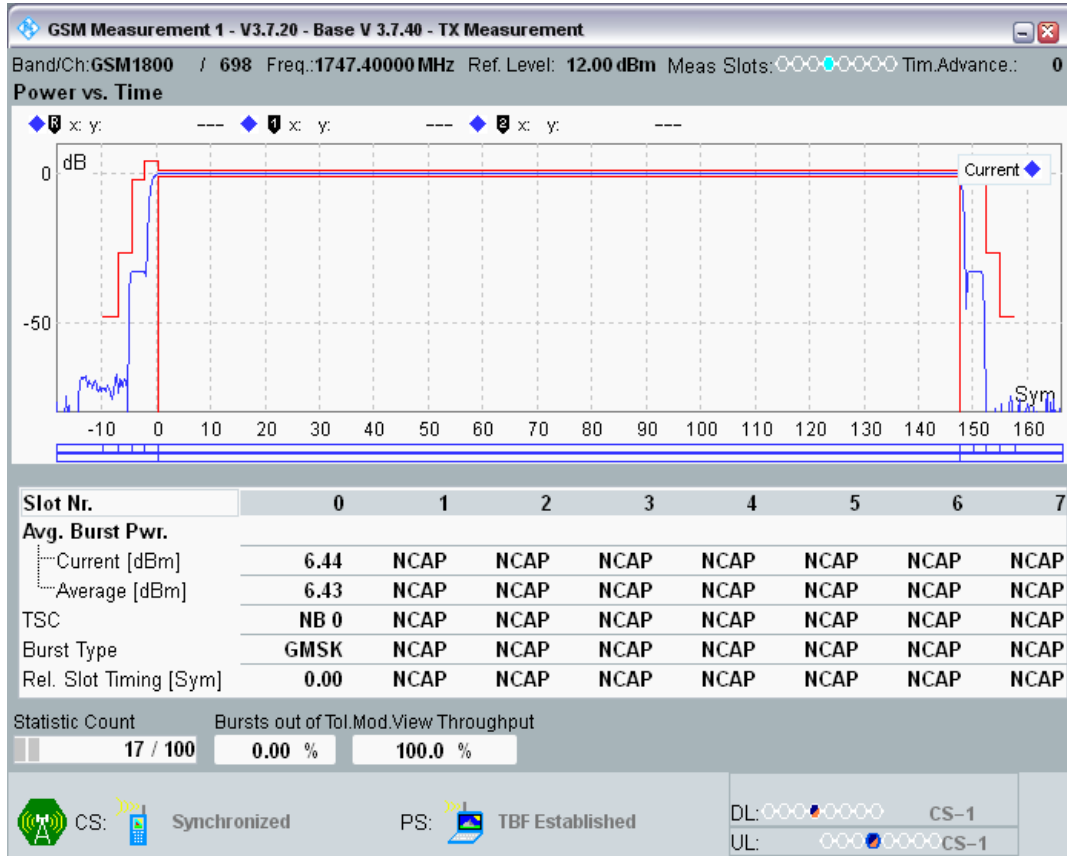 GSM Measurement 1 - V3.7.20 - Base V 3.7.40 - TX Measurement
Band/Ch:GSM1800 / 698 Freq.:1747.40000 MHz Ref. Level: 12.00 dBm Meas Slots: Tim.Advance.: 0
Power vs. Time
R x: y: --- 1 x: y: --- 2 x: y: ---
dB
Current
0
-50
Sym
-10 0 10 20 30 40 50 60 70 80 90 100 110 120 130 140 150 160
Slot Nr. 0 1 2 3 4 5 6 7
Avg. Burst Pwr.
Current [dBm] 6.44 NCAP NCAP NCAP NCAP NCAP NCAP NCAP
Average [dBm] 6.43 NCAP NCAP NCAP NCAP NCAP NCAP NCAP
TSC NB 0 NCAP NCAP NCAP NCAP NCAP NCAP NCAP
Burst Type GMSK NCAP NCAP NCAP NCAP NCAP NCAP NCAP
Rel. Slot Timing [Sym] 0.00 NCAP NCAP NCAP NCAP NCAP NCAP NCAP
Statistic Count Bursts out of Tol.Mod.View Throughput
17 / 100 0.00 % 100.0 %
CS: Synchronized PS: TBF Established DL: CS-1
UL: CS-1